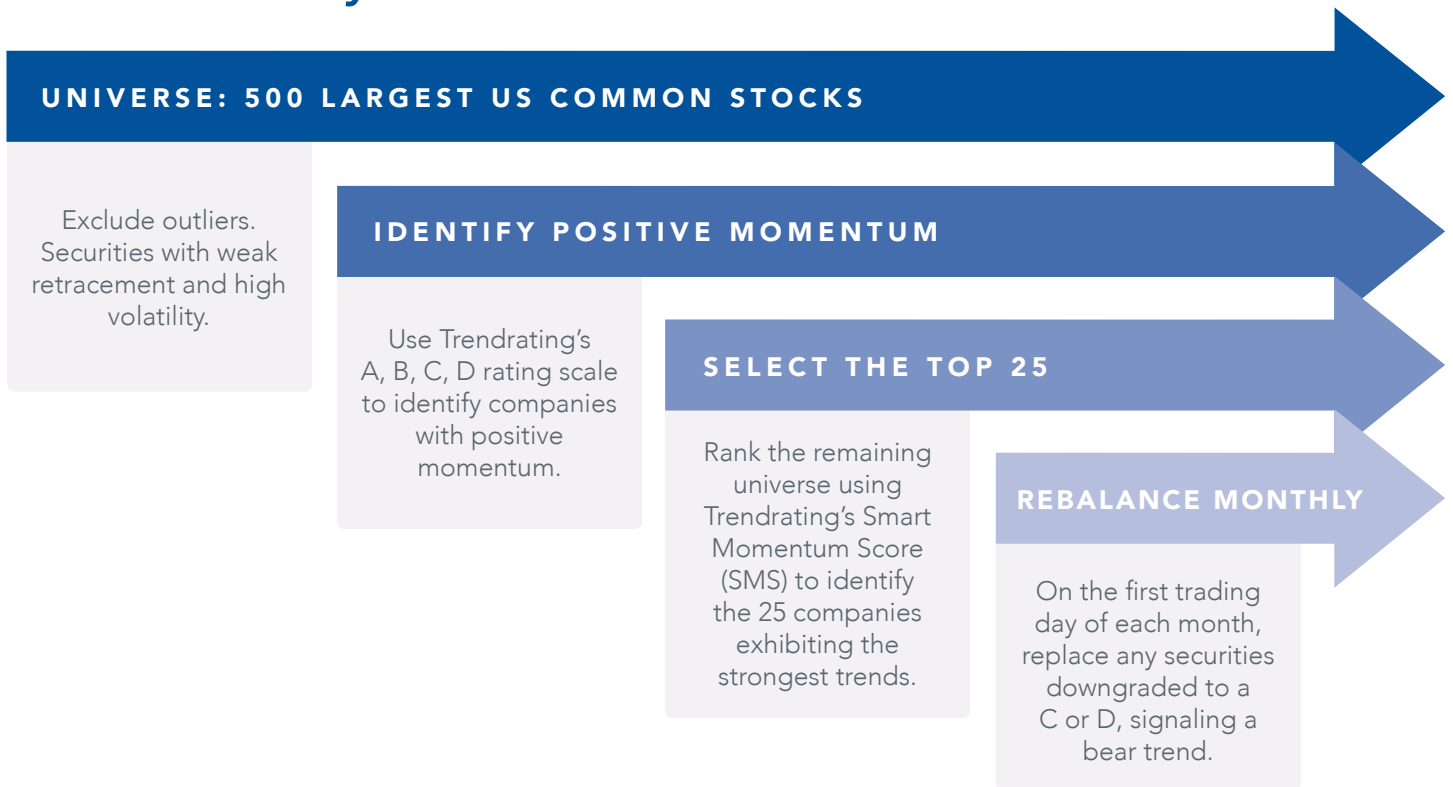 UNIVERSE: 500 LARGEST US COMMON STOCKS
Exclude outliers.
Securities with weak
retracement and high
volatility.
IDENTIFY POSITIVE MOMENTUM
Use Trendrating’s
A, B, C, D rating scale
to identify companies
with positive
momentum.
SELECT THE TOP 25
Rank the remaining
universe using
Trendrating’s Smart
Momentum Score
(SMS) to identify
the 25 companies
exhibiting the
strongest trends.
REBALANCE MONTHLY
On the first trading
day of each month,
replace any securities
downgraded to a
C or D, signaling a
bear trend.